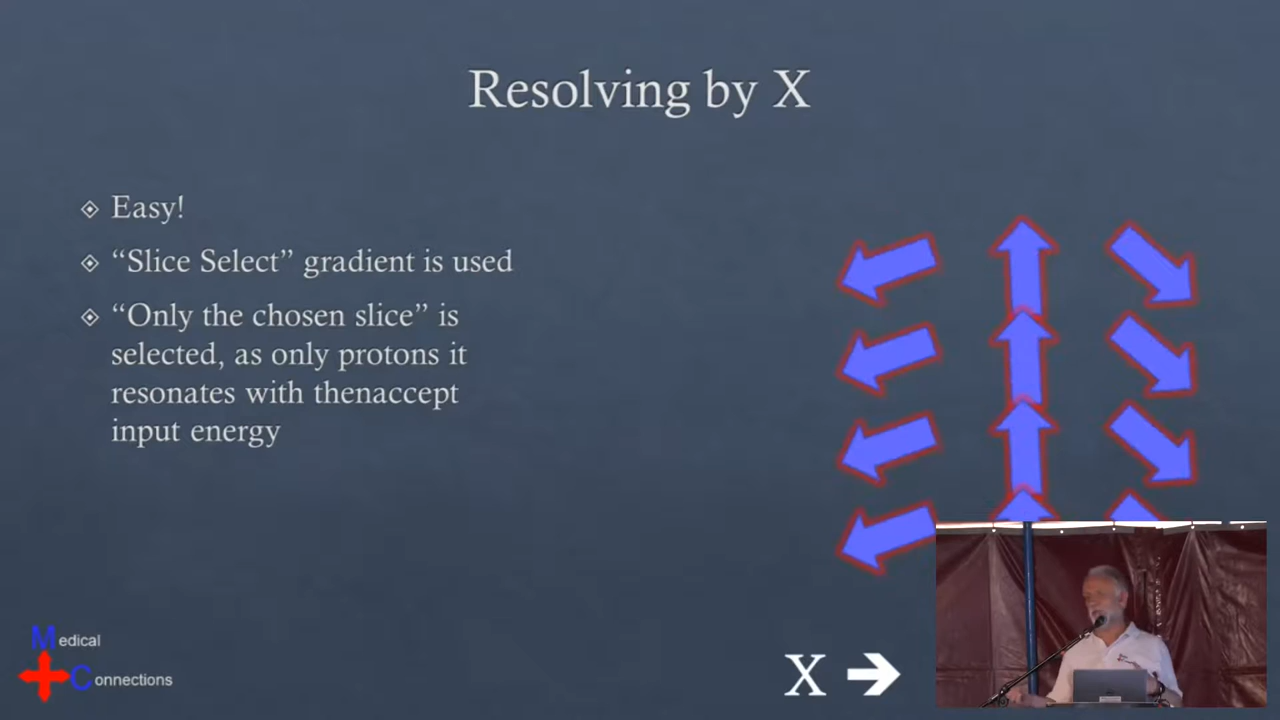 Resolving by X
Easy!
“Slice Select” gradient is used
“Only the chosen slice” is
selected, as only protons it
resonates with thenaccept
input energy
Medical
Connections
X